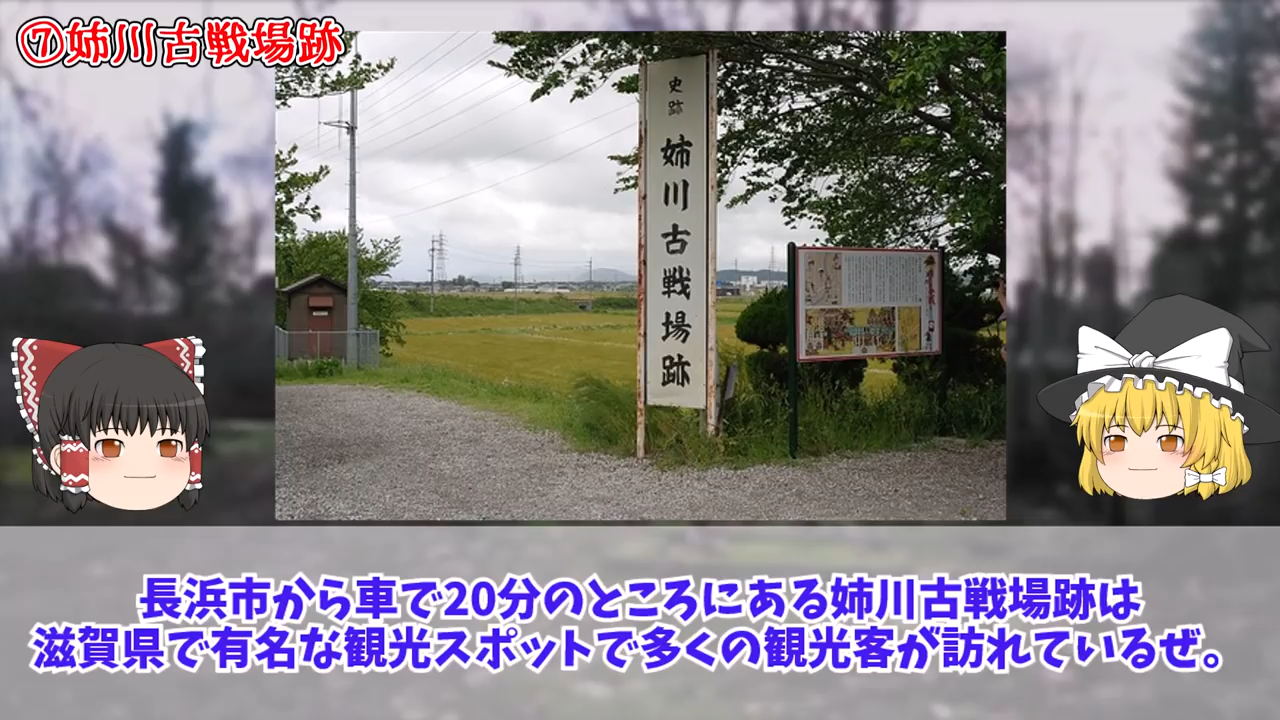 ⑦姉川古戦場跡
史跡
姉川古戦場跡
長浜市から車で20分のところにある姉川古戦場跡は
滋賀県で有名な観光スポットで多くの観光客が訪れているぜ。